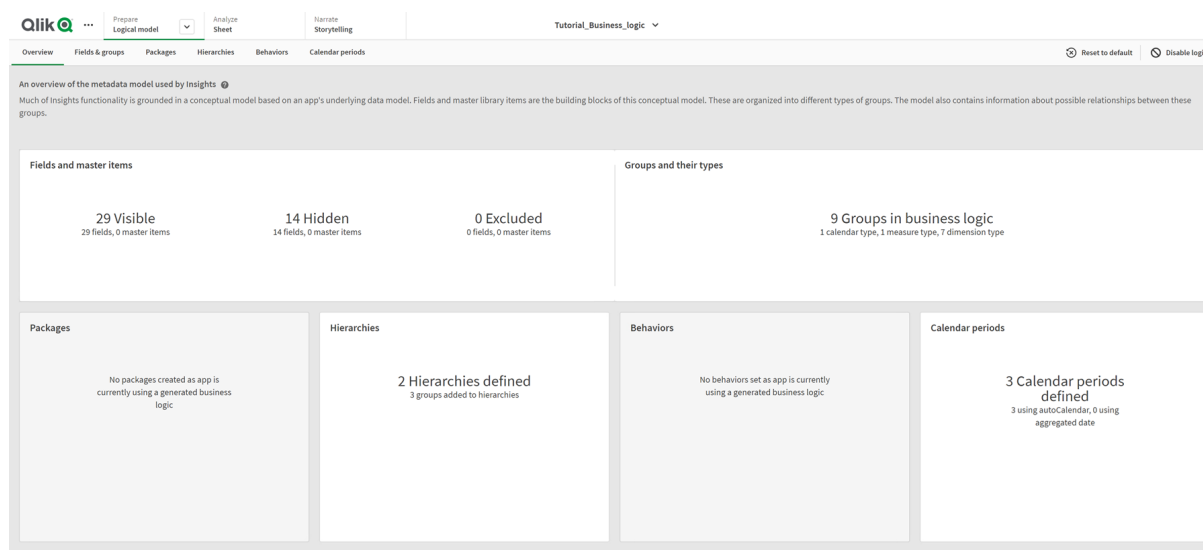 Qlik
Prepare
Logical model
Analyze
Sheet
Narrate
Storytelling
Tutorial_Business_logic
Overview
Fields & groups
Packages
Hierarchies
Behaviors
Calendar periods
Reset to default
Disable logi
An overview of the metadata model used by Insights
Much of Insights functionality is grounded in a conceptual model based on an app's underlying data model. Fields and master library items are the building blocks of this conceptual model. These are organized into different types of groups. The model also contains information about possible relationships between these
groups.
Fields and master items
29 Visible
29 fields, 0 master items
14 Hidden
14 fields, 0 master items
0 Excluded
0 fields, 0 master items
Groups and their types
9 Groups in business logic
1 calendar type, 1 measure type, 7 dimension type
Packages
No packages created as app is
currently using a generated business
logic
Hierarchies
2 Hierarchies defined
3 groups added to hierarchies
Behaviors
No behaviors set as app is currently
using a generated business logic
Calendar periods
3 Calendar periods
defined
3 using autoCalendar, 0 using
aggregated date